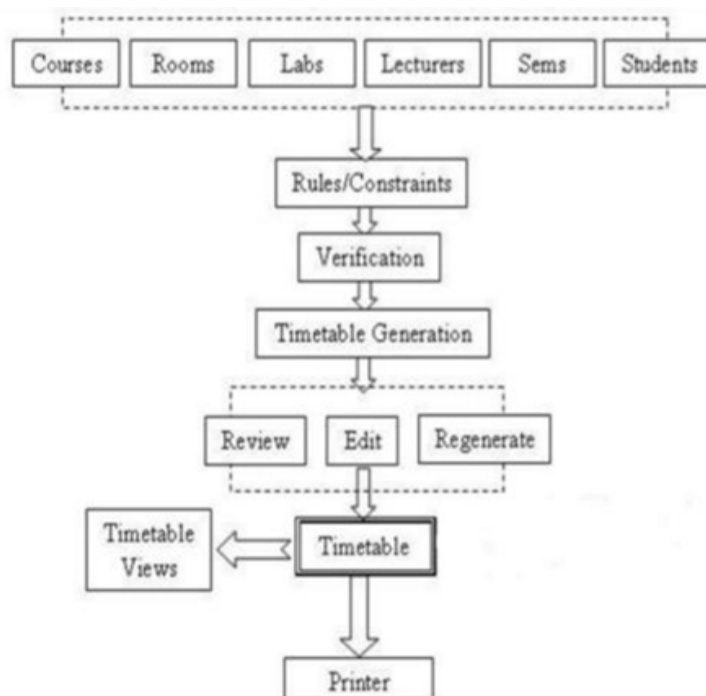 Courses
Rooms
Labs
Lecturers
Sems
Students
Rules/Constraints
Verification
Timetable Generation
Review
Edit
Regenerate
Timetable
Views
Timetable
Printer